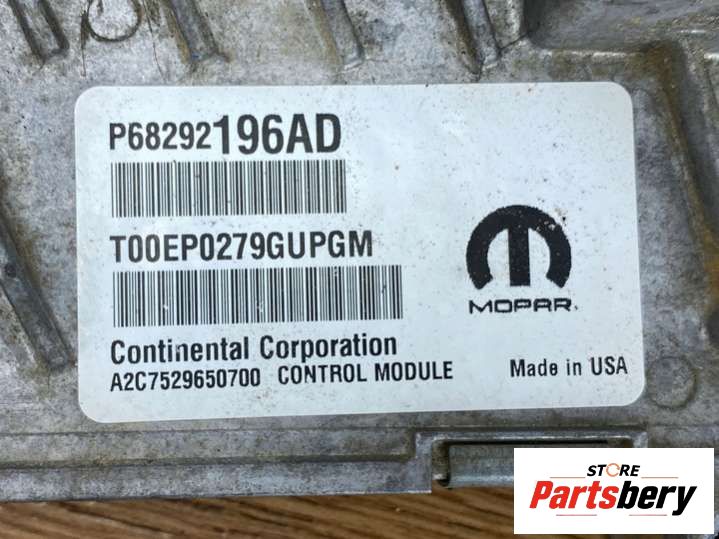 P68292196AD
T00EP0279GUPGM
MOPAR
Continental Corporation
A2C7529650700 CONTROL MODULE
Made in USA
STORE
Partsbery